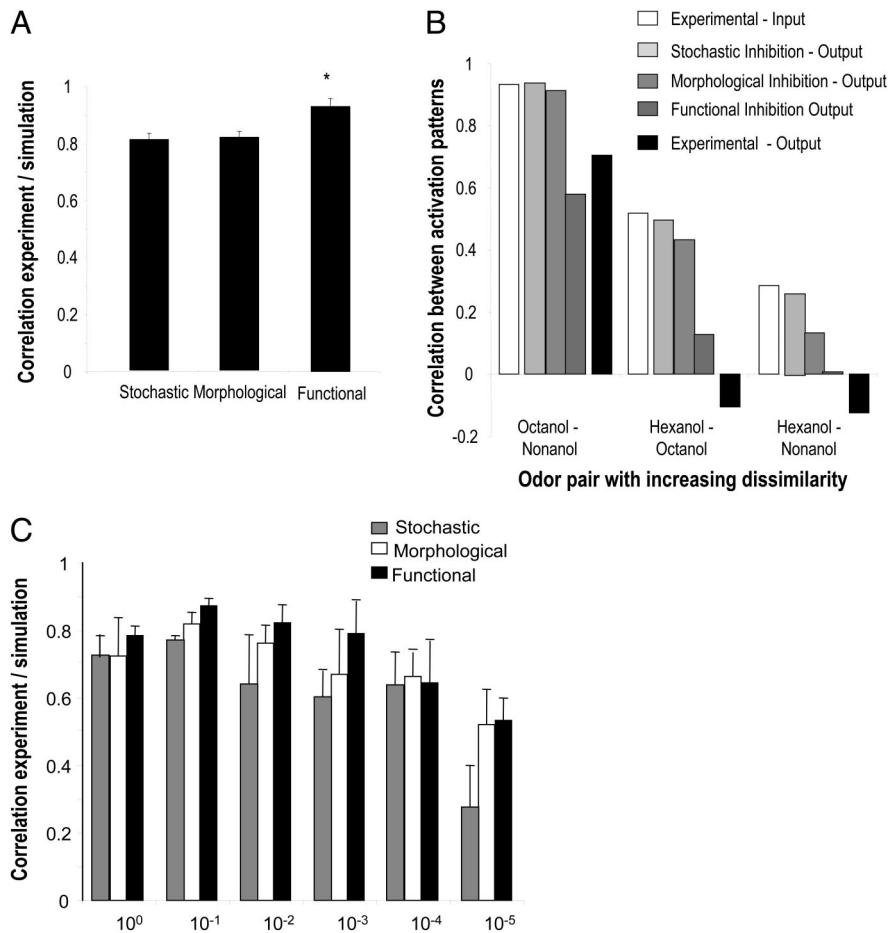 A
Correlation experiment / simulation
1
0.8
0.6
0.4
0.2
0
*
Stochastic Morphological Functional
B
Experimental - Input
Stochastic Inhibition - Output
Morphological Inhibition - Output
Functional Inhibition Output
Experimental - Output
Correlation between activation patterns
1
0.8
0.6
0.4
0.2
0
-0.2
Octanol - Nonanol
Hexanol - Octanol
Hexanol - Nonanol
Odor pair with increasing dissimilarity
C
Stochastic
Morphological
Functional
Correlation experiment / simulation
1
0.8
0.6
0.4
0.2
0
10⁰ 10⁻¹ 10⁻² 10⁻³ 10⁻⁴ 10⁻⁵